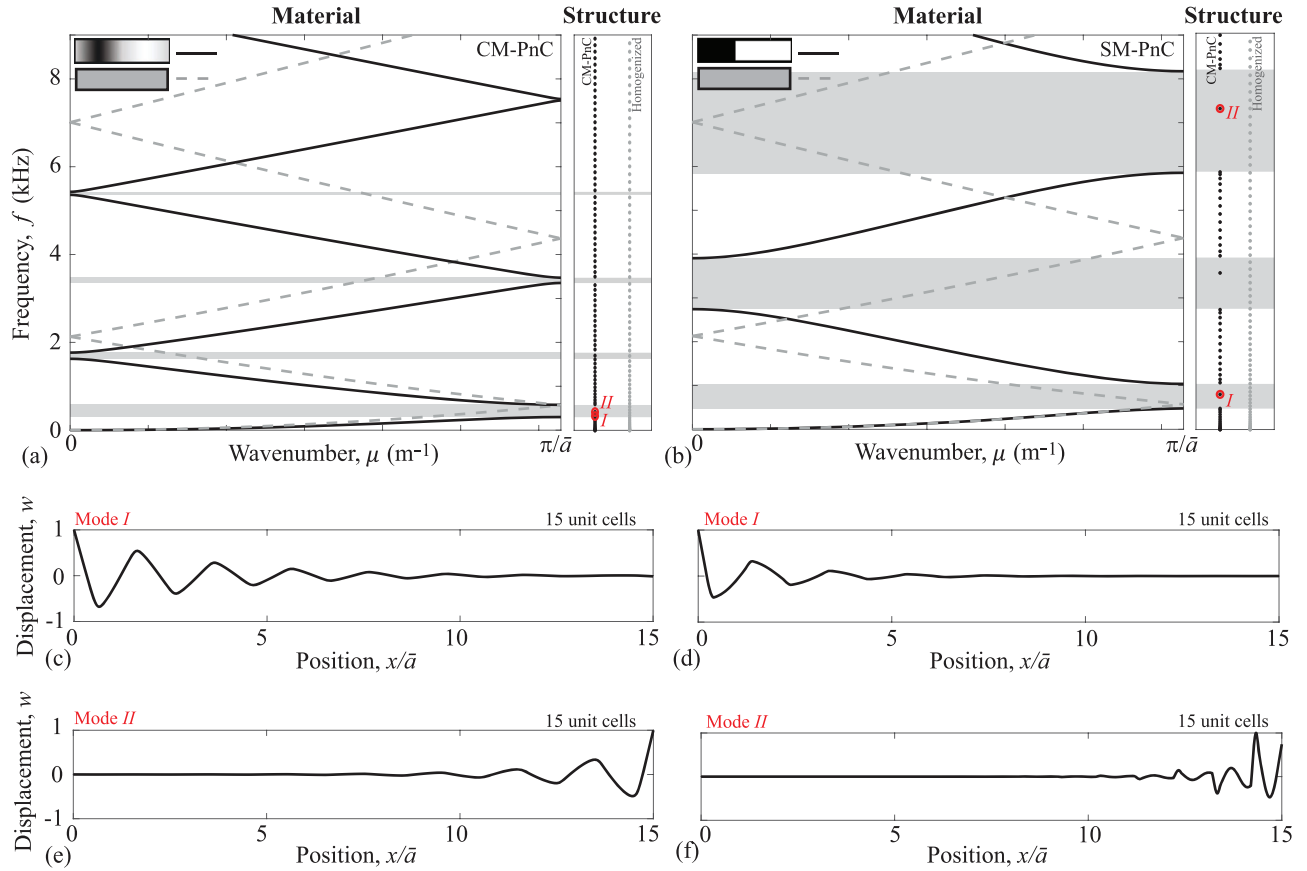 Material
Structure
CM-PnC
CM-PnC
Homogenized
Frequency, f (kHz)
8
6
4
2
0
II
I
0
π/ā
(a)
Wavenumber, μ (m⁻¹)
Material
Structure
SM-PnC
CM-PnC
Homogenized
II
I
0
π/ā
(b)
Wavenumber, μ (m⁻¹)
Mode I
15 unit cells
Displacement, w
1
0
-1
0
5
10
15
(c)
Position, x/ā
Mode I
15 unit cells
0
5
10
15
(d)
Position, x/ā
Mode II
15 unit cells
Displacement, w
1
0
-1
0
5
10
15
(e)
Position, x/ā
Mode II
15 unit cells
0
5
10
15
(f)
Position, x/ā